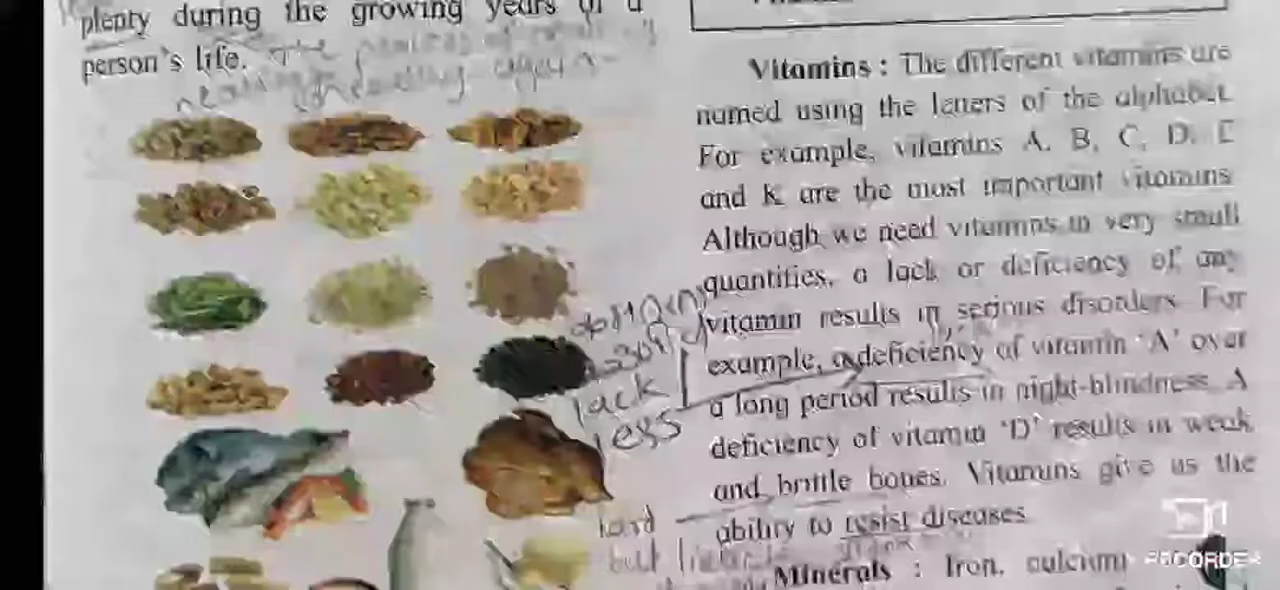 plenty during the growing years of a
person's life.
Vitamins : The different vitamins are
named using the letters of the alphabet.
For example, vitamins A, B, C, D, E
and K are the most important vitamins
Although we need vitamins in very small
quantities, a lack or deficiency of any
vitamin results in serious disorders. For
example, a deficiency of vitamin 'A' over
a long period results in night-blindness. A
deficiency of vitamin 'D' results in weak
and brittle bones. Vitamins give us the
ability to resist diseases.
lack
less
hard
but
Minerals : Iron, calcium
RECORDER